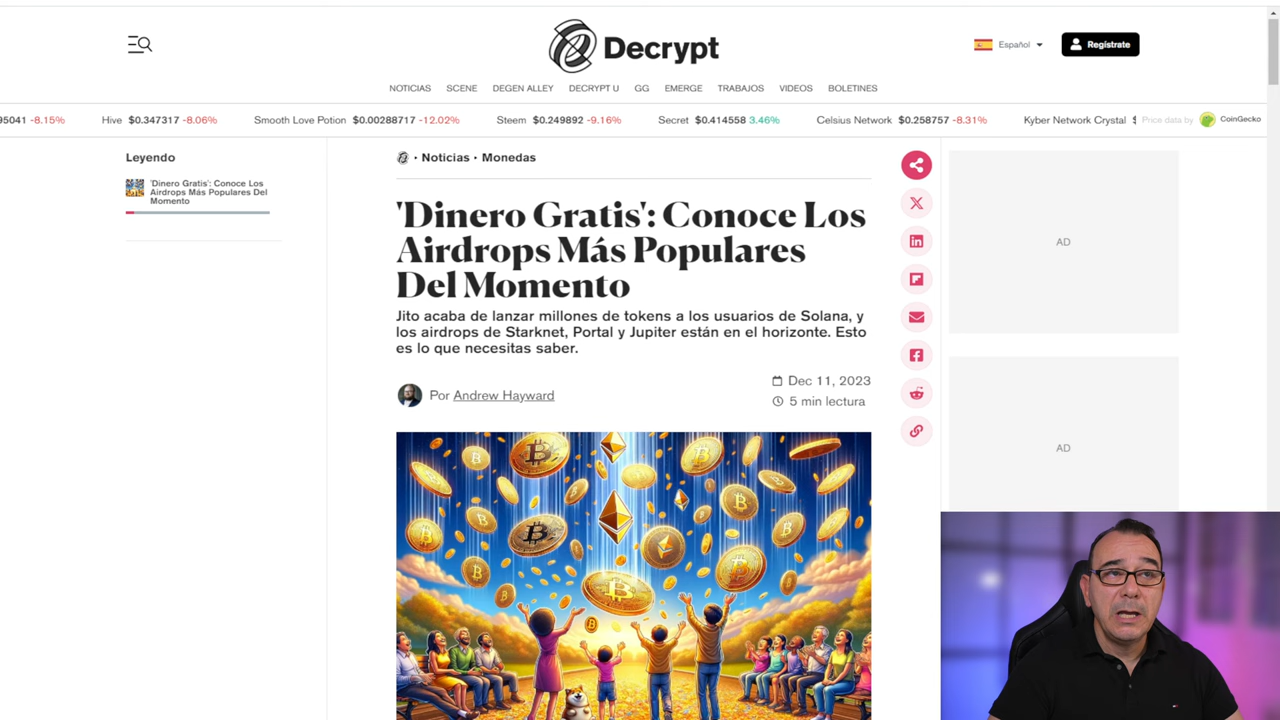 Decrypt
Español
Regístrate
NOTICIAS SCENE DEGEN ALLEY DECRYPT U GG EMERGE TRABAJOS VIDEOS BOLETINES
95041 -8.15% Hive $0.347317 -8.06% Smooth Love Potion $0.00288717 -12.02% Steem $0.249892 -9.16% Secret $0.414558 3.46% Celsius Network $0.258757 -8.31% Kyber Network Crystal $ Price data by CoinGecko
Leyendo
'Dinero Gratis': Conoce Los
Airdrops Más Populares Del
Momento
· Noticias · Monedas
'Dinero Gratis': Conoce Los
Airdrops Más Populares
Del Momento
Jito acaba de lanzar millones de tokens a los usuarios de Solana, y
los airdrops de Starknet, Portal y Jupiter están en el horizonte. Esto
es lo que necesitas saber.
Por Andrew Hayward
Dec 11, 2023
5 min lectura
AD
AD